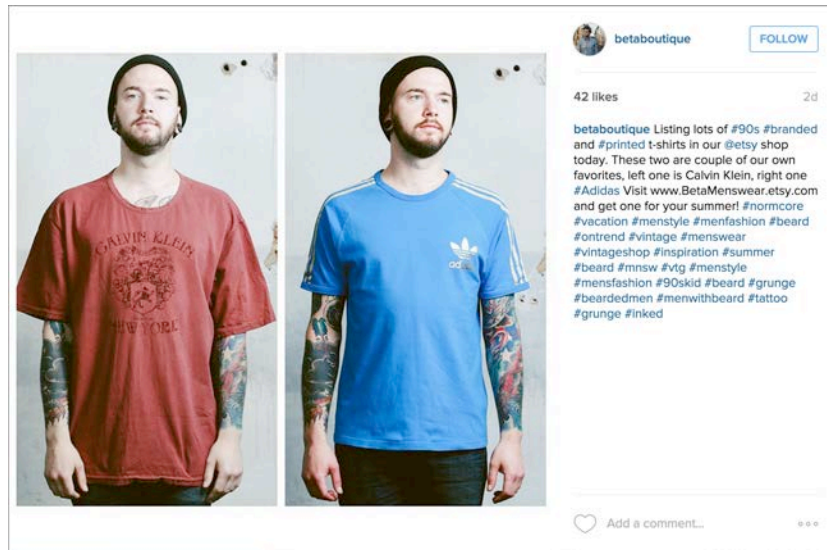 CALVIN KLEIN
NEW YORK
adidas
betaboutique
FOLLOW
42 likes
2d
betaboutique Listing lots of #90s #branded
and #printed t-shirts in our @etsy shop
today. These two are couple of our own
favorites, left one is Calvin Klein, right one
#Adidas Visit www.BetaMenswear.etsy.com
and get one for your summer! #normcore
#vacation #menstyle #menfashion #beard
#ontrend #vintage #menswear
#vintageshop #inspiration #summer
#beard #mnsw #vtg #menstyle
#mensfashion #90skid #beard #grunge
#beardedmen #menwithbeard #tattoo
#grunge #inked
Add a comment...